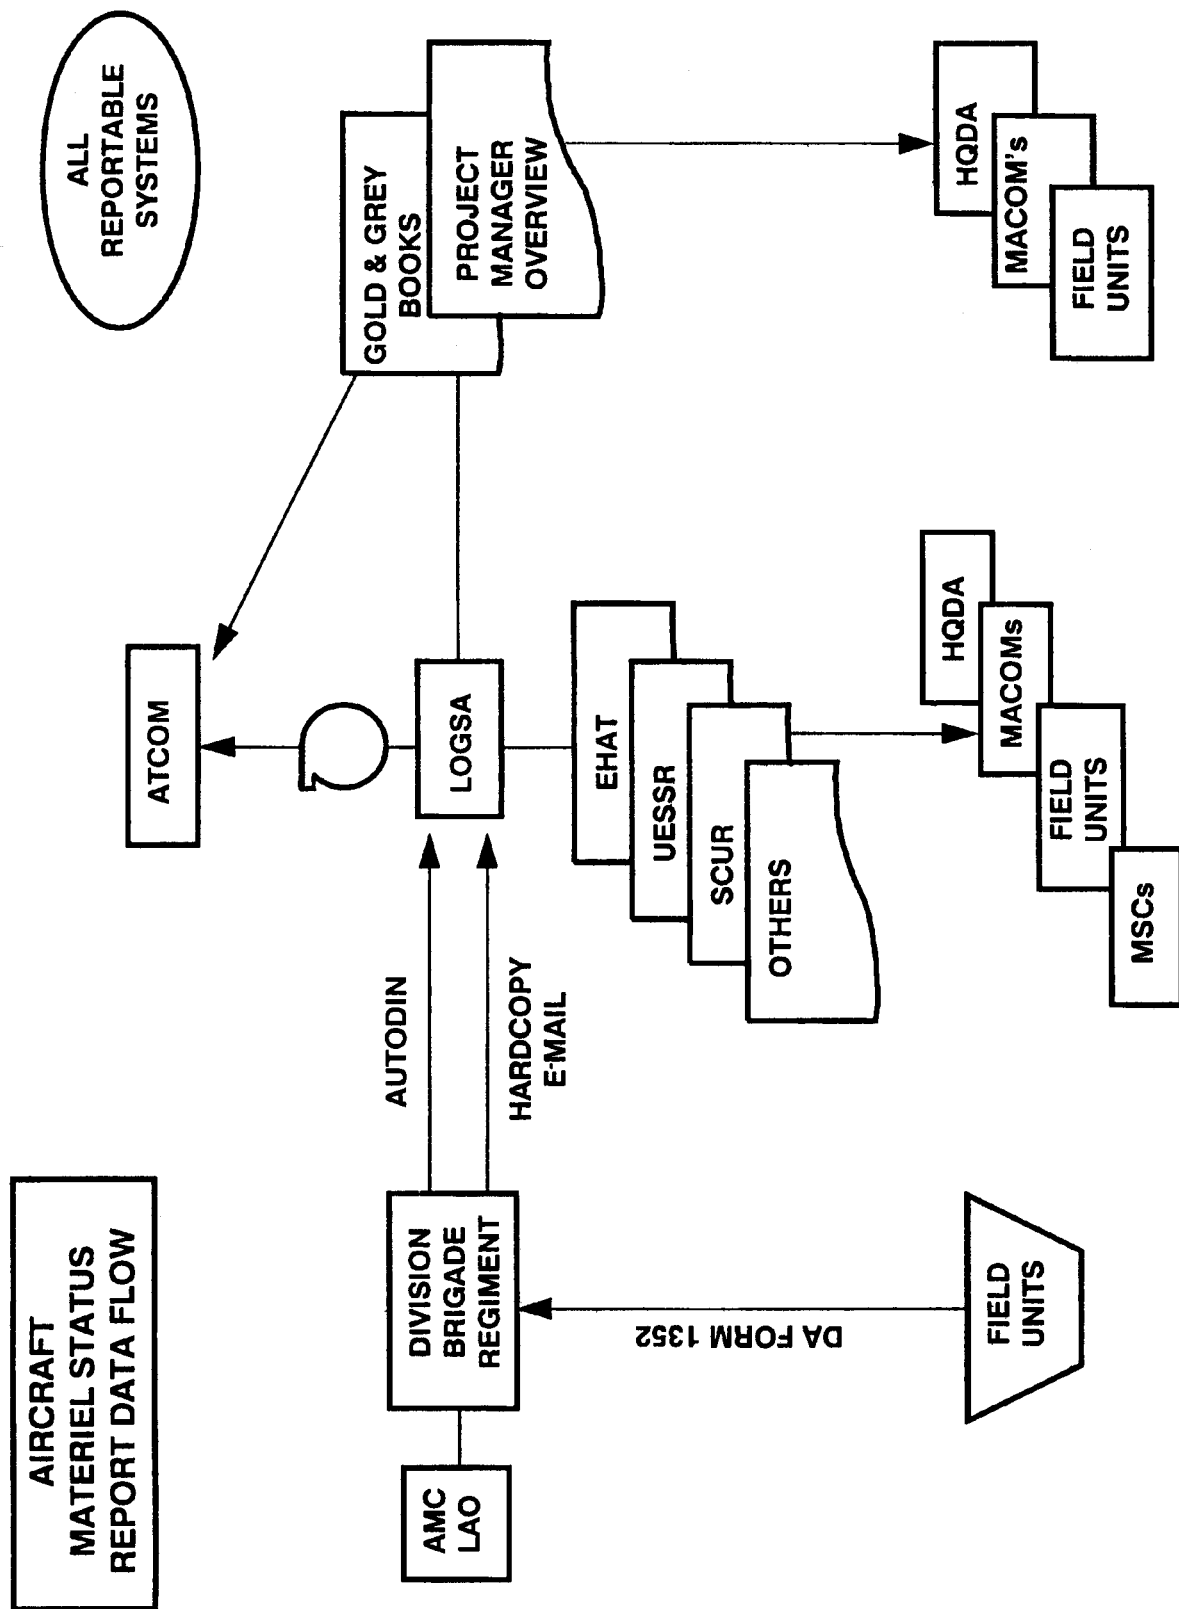 AIRCRAFT
MATERIEL STATUS
REPORT DATA FLOW
ALL
REPORTABLE
SYSTEMS
ATCOM
AMC
LAO
DIVISION
BRIGADE
REGIMENT
AUTODIN
HARDCOPY
E-MAIL
LOGSA
GOLD & GREY
BOOKS
PROJECT
MANAGER
OVERVIEW
DA FORM 1352
FIELD
UNITS
EHAT
UESSR
SCUR
OTHERS
HQDA
MACOMs
FIELD
UNITS
MSCs
HQDA
MACOM's
FIELD
UNITS